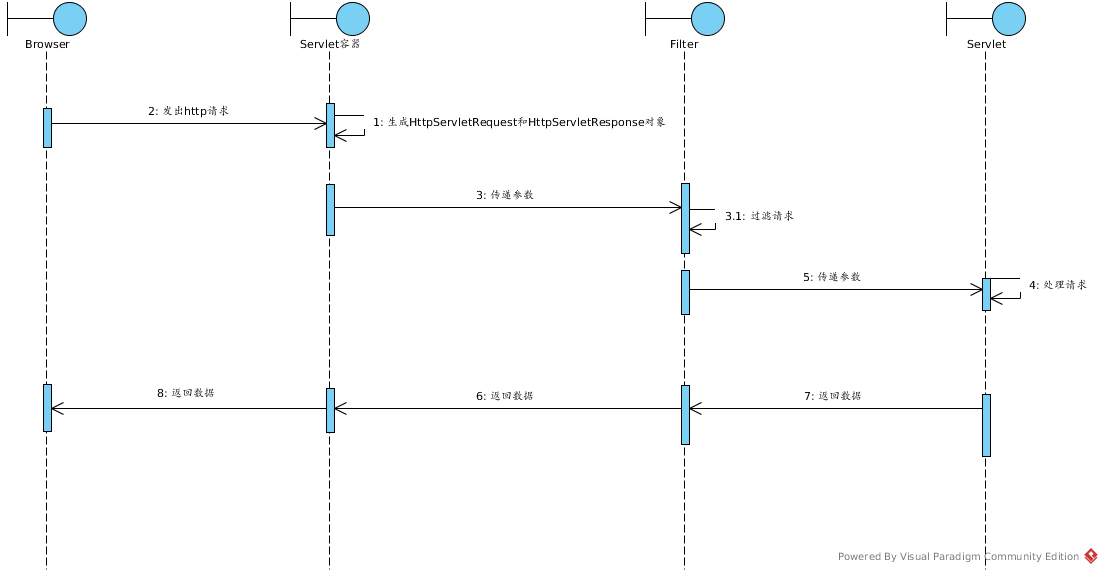 Browser
Servlet容器
Filter
Servlet
2: 发出http请求
1: 生成HttpServletRequest和HttpServletResponse对象
3: 传递参数
3.1: 过滤请求
5: 传递参数
4: 处理请求
8: 返回数据
6: 返回数据
7: 返回数据
Powered By Visual Paradigm Community Edition